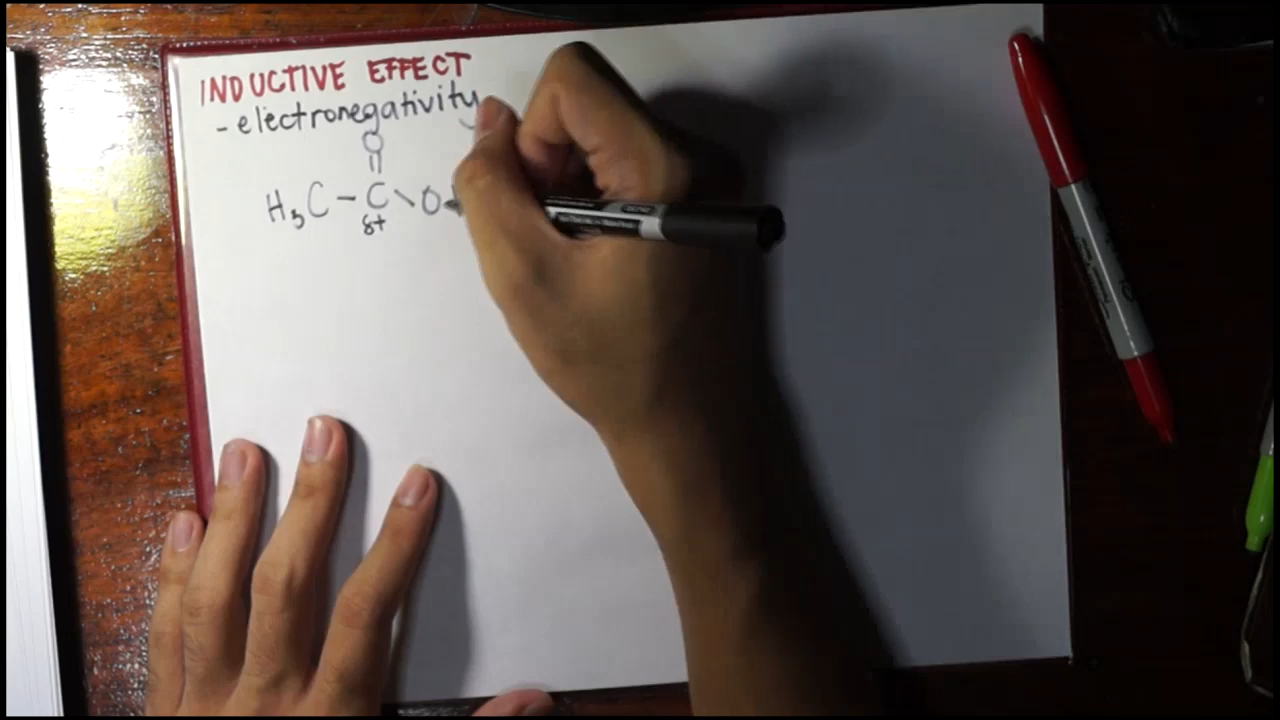 INDUCTIVE EFFECT
- electronegativity
O
H₃C - C \ O
δ+